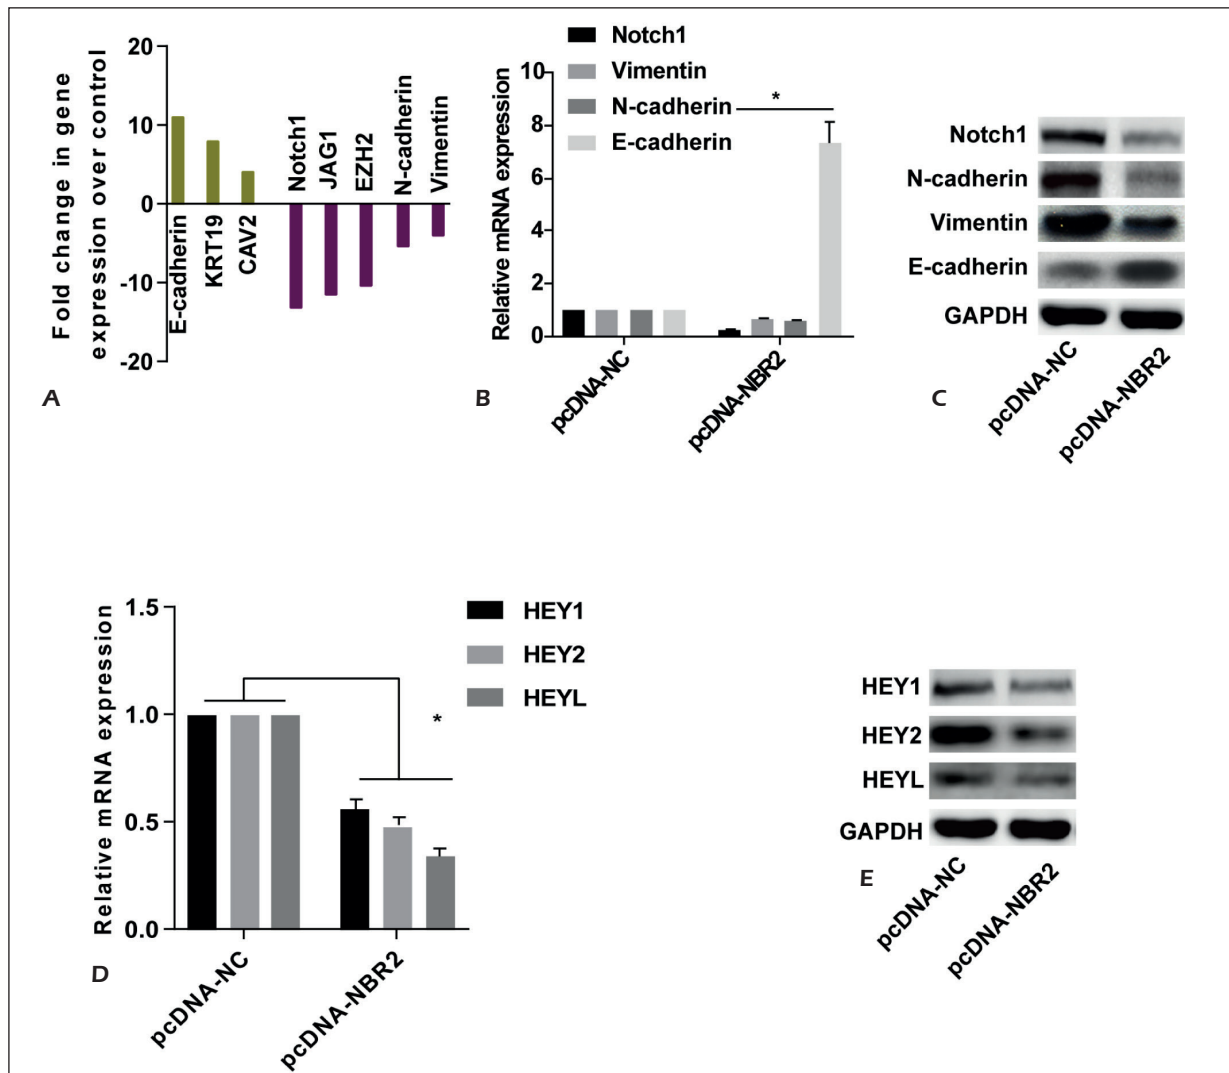 Fold change in gene
expression over control
20
10
0
-10
-20
E-cadherin
KRT19
CAV2
Notch1
JAG1
EZH2
N-cadherin
Vimentin
A
Notch1
Vimentin
N-cadherin
E-cadherin
Relative mRNA expression
10
8
6
4
2
0
*
pcDNA-NC
pcDNA-NBR2
B
Notch1
N-cadherin
Vimentin
E-cadherin
GAPDH
pcDNA-NC
pcDNA-NBR2
C
Relative mRNA expression
1.5
1.0
0.5
0.0
HEY1
HEY2
HEYL
*
pcDNA-NC
pcDNA-NBR2
D
HEY1
HEY2
HEYL
GAPDH
pcDNA-NC
pcDNA-NBR2
E